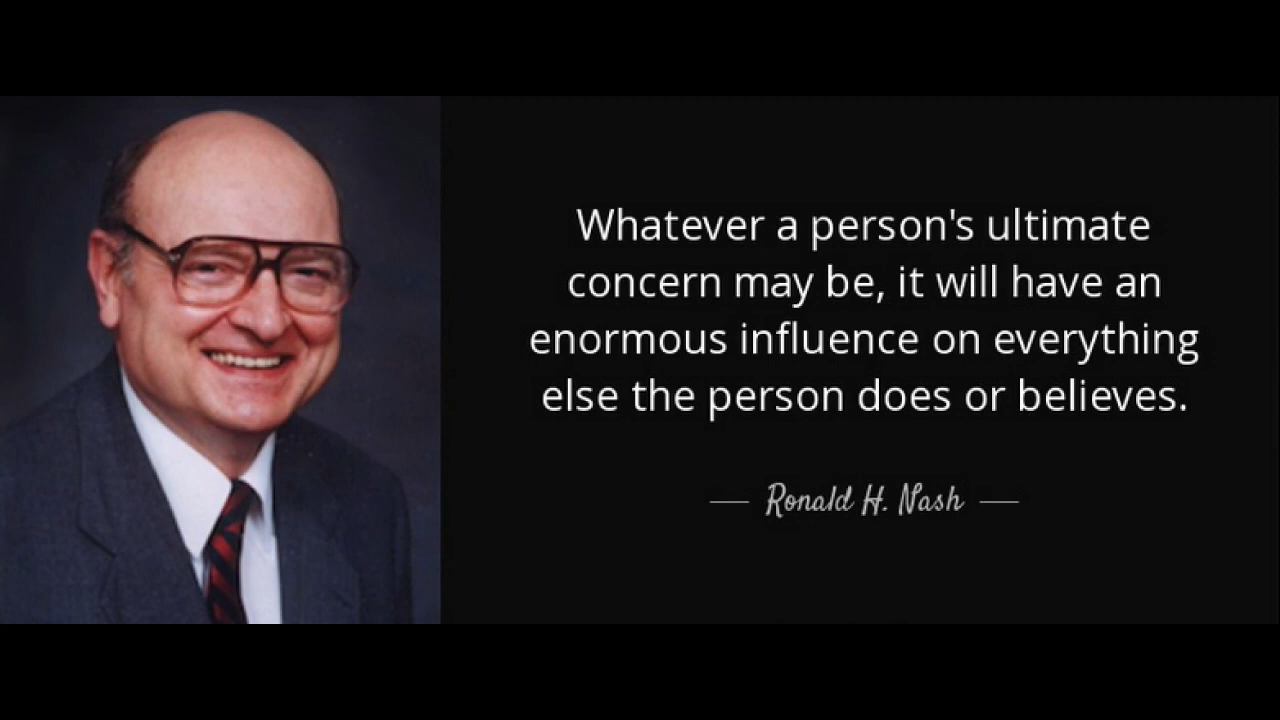 Whatever a person's ultimate
concern may be, it will have an
enormous influence on everything
else the person does or believes.
Ronald H. Nash